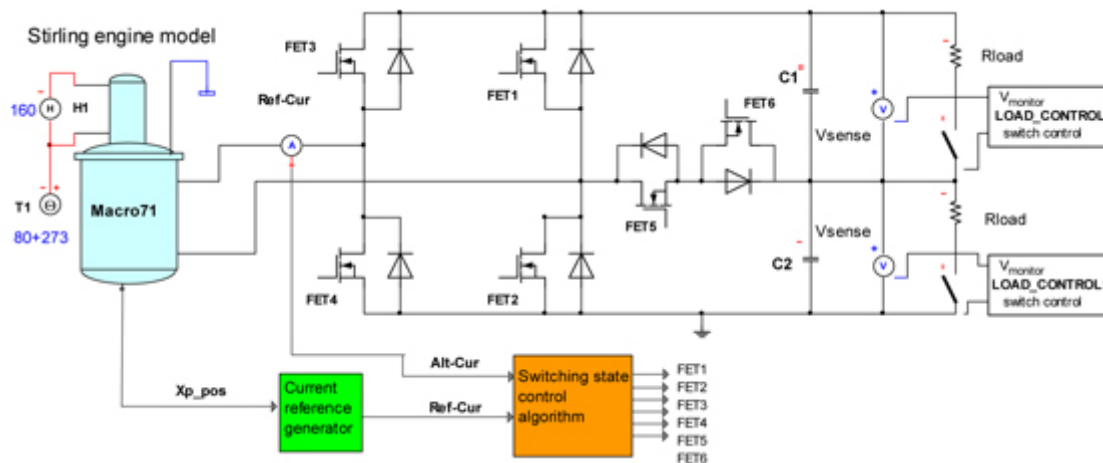 Stirling engine model
FET3
FET1
FET6
C1
Rload
Ref-Cur
H
H1
160
A
V
Vsense
Vmonitor
LOAD_CONTROL
switch control
T1
Macro71
80+273
FET5
Vsense
Rload
FET4
FET2
C2
V
Vmonitor
LOAD_CONTROL
switch control
Alt-Cur
Xp_pos
Current
reference
generator
Ref-Cur
Switching state
control
algorithm
FET1
FET2
FET3
FET4
FET5
FET6